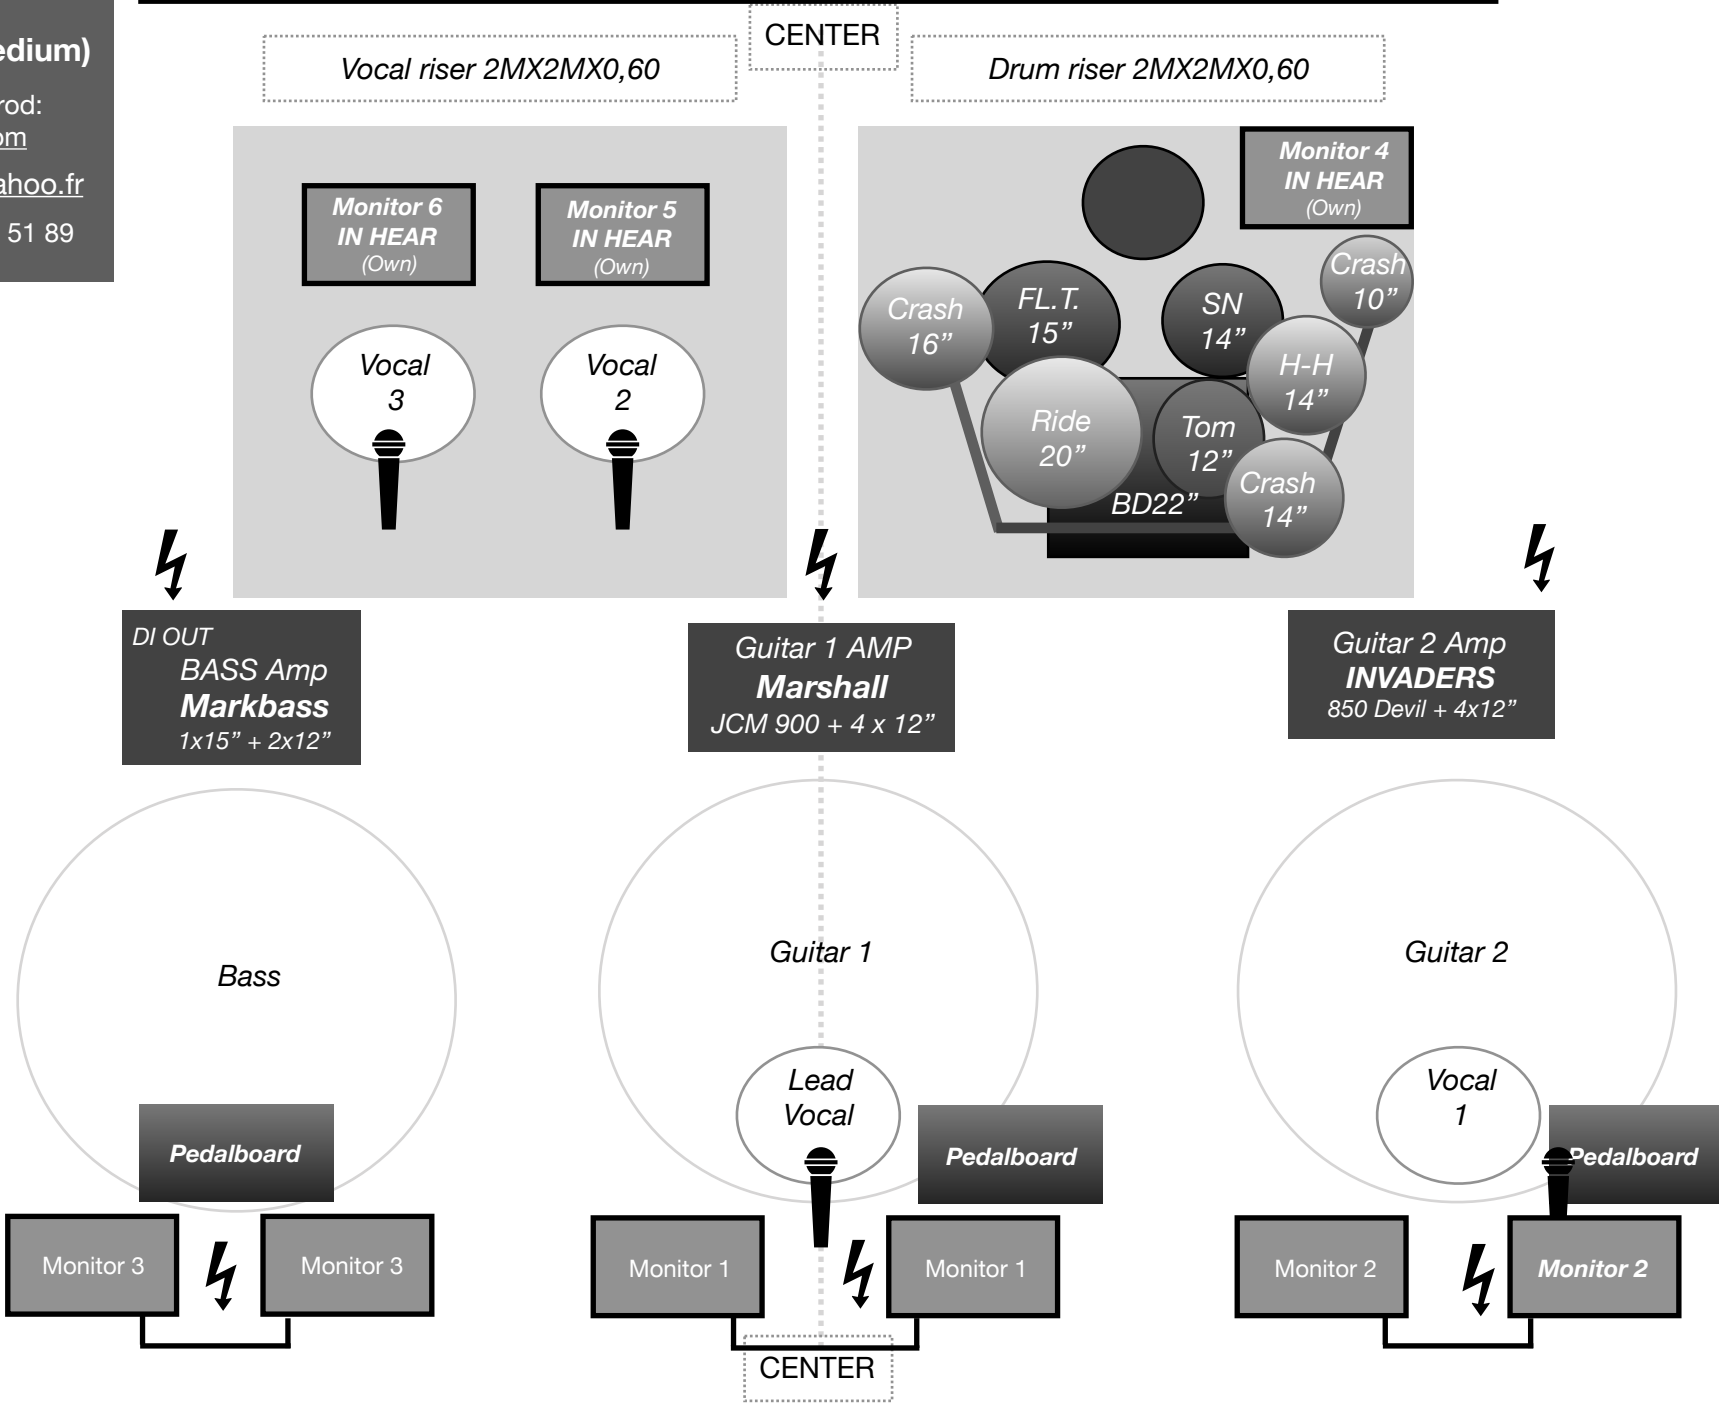 edium)
rod:
om
ahoo.fr
51 89
CENTER
Vocal riser 2MX2MX0,60
Drum riser 2MX2MX0,60
Monitor 6
IN HEAR
(Own)
Monitor 5
IN HEAR
(Own)
Monitor 4
IN HEAR
(Own)
Vocal
3
Vocal
2
Crash
16”
FL.T.
15”
SN
14”
Crash
10”
H-H
14”
Ride
20”
Tom
12”
Crash
14”
BD22”
DI OUT
BASS Amp
Markbass
1x15” + 2x12”
Guitar 1 AMP
Marshall
JCM 900 + 4 x 12”
Guitar 2 Amp
INVADERS
850 Devil + 4x12”
Bass
Guitar 1
Guitar 2
Lead
Vocal
Vocal
1
Pedalboard
Pedalboard
Pedalboard
Monitor 3
Monitor 3
Monitor 1
Monitor 1
Monitor 2
Monitor 2
CENTER